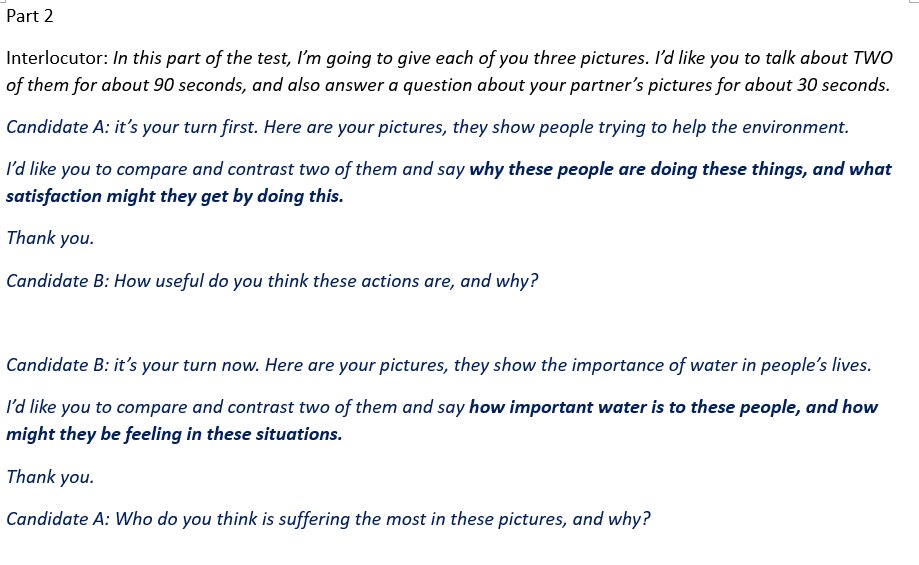 Part 2
Interlocutor: In this part of the test, I’m going to give each of you three pictures. I’d like you to talk about TWO
of them for about 90 seconds, and also answer a question about your partner’s pictures for about 30 seconds.
Candidate A: it’s your turn first. Here are your pictures, they show people trying to help the environment.
I’d like you to compare and contrast two of them and say why these people are doing these things, and what
satisfaction might they get by doing this.
Thank you.
Candidate B: How useful do you think these actions are, and why?
Candidate B: it’s your turn now. Here are your pictures, they show the importance of water in people’s lives.
I’d like you to compare and contrast two of them and say how important water is to these people, and how
might they be feeling in these situations.
Thank you.
Candidate A: Who do you think is suffering the most in these pictures, and why?